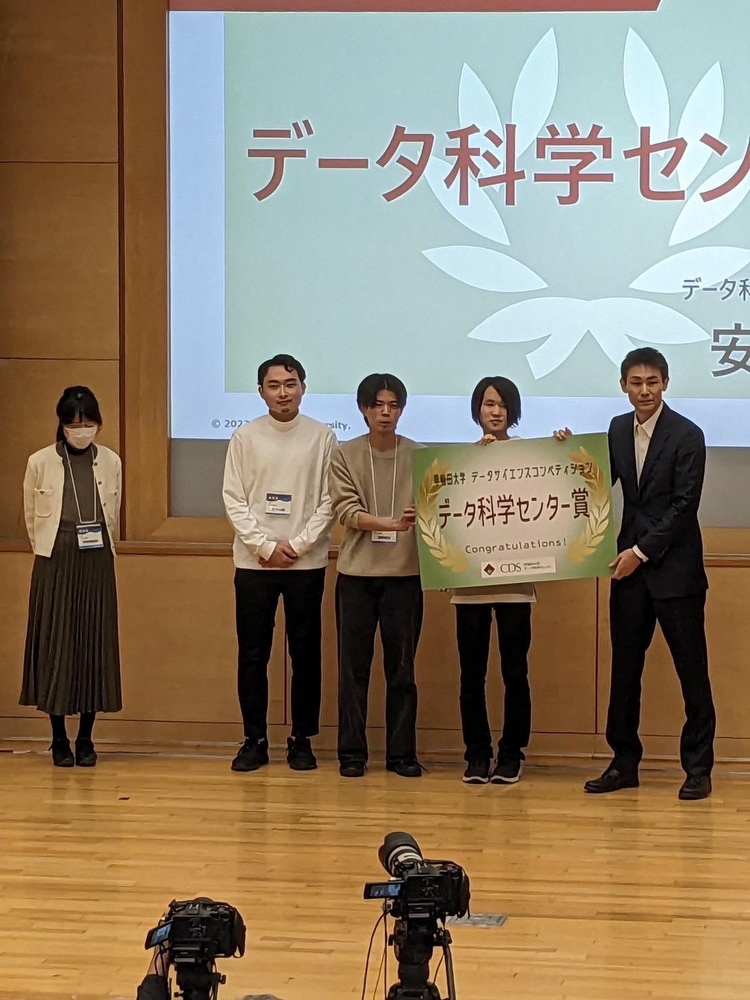 データ科学セン
データ科
安
© 202
sity.
早稲田大学 データサイエンスコンペティション
データ科学センター賞
Congratulations!
CDS